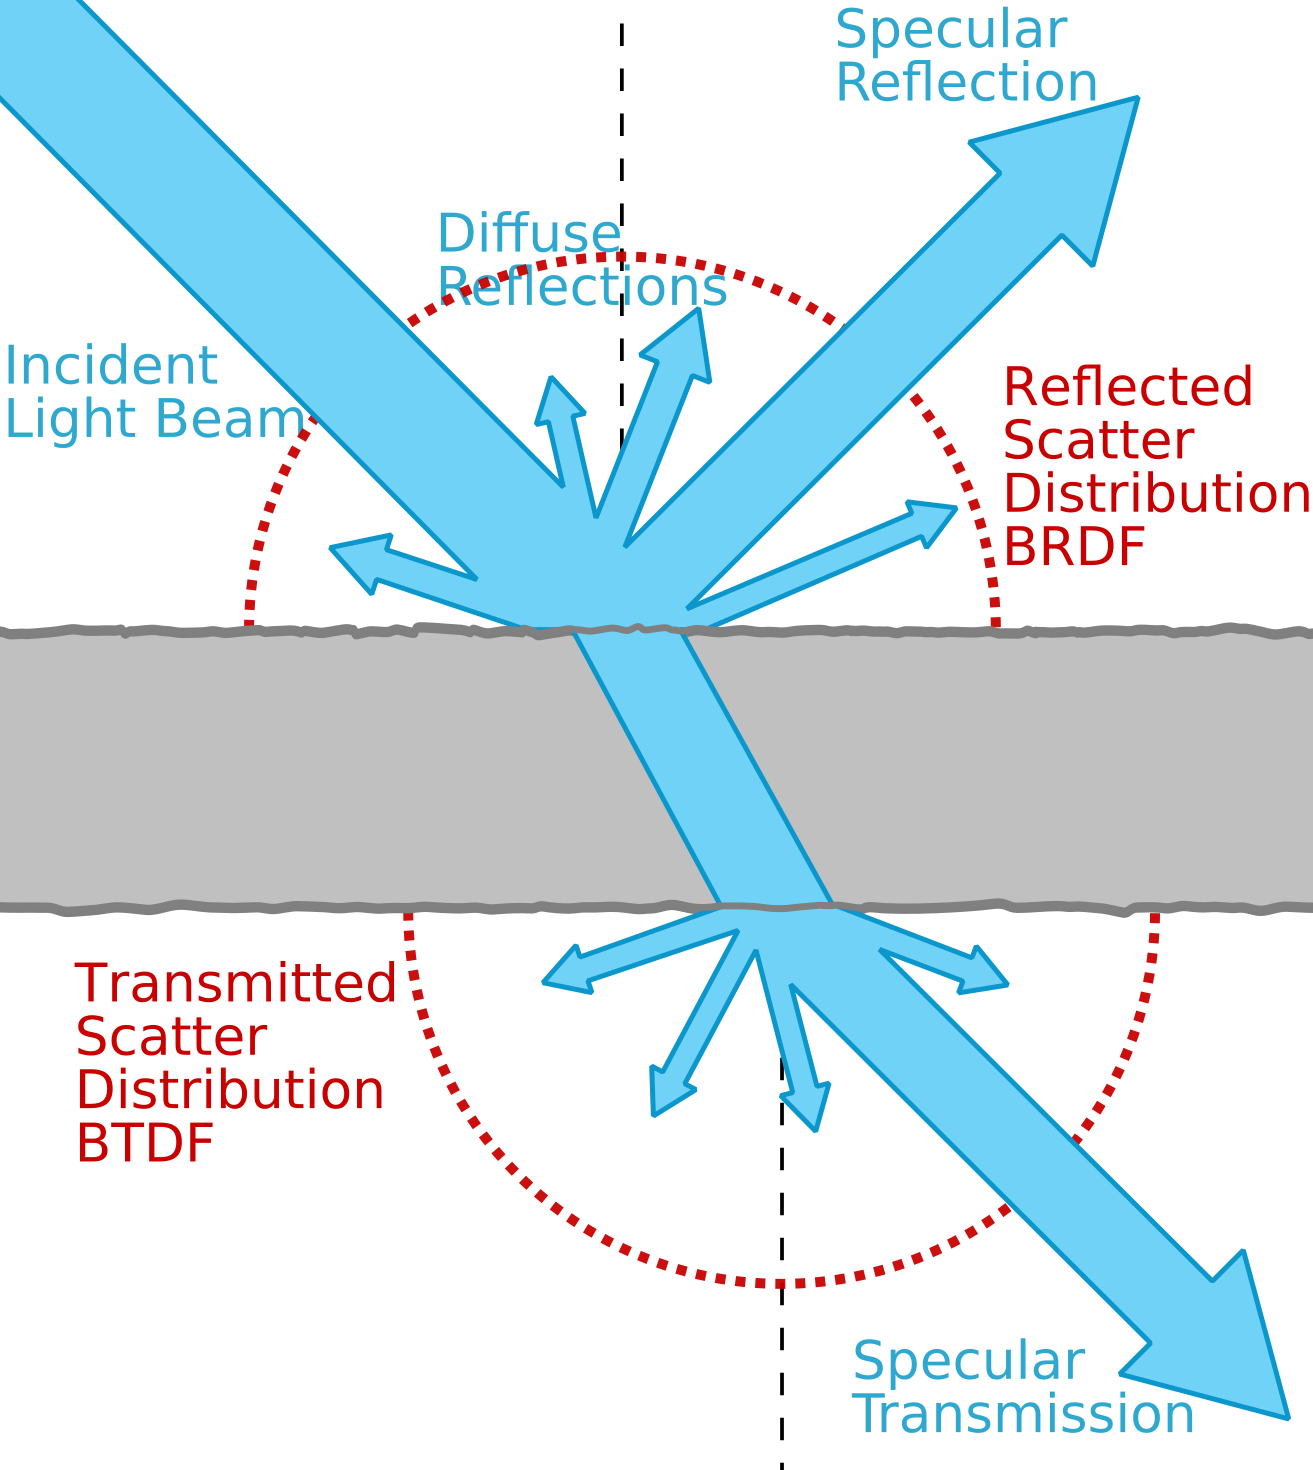 Specular
Reflection
Diffuse
Reflections
Incident
Light Beam
Reflected
Scatter
Distribution
BRDF
Transmitted
Scatter
Distribution
BTDF
Specular
Transmission